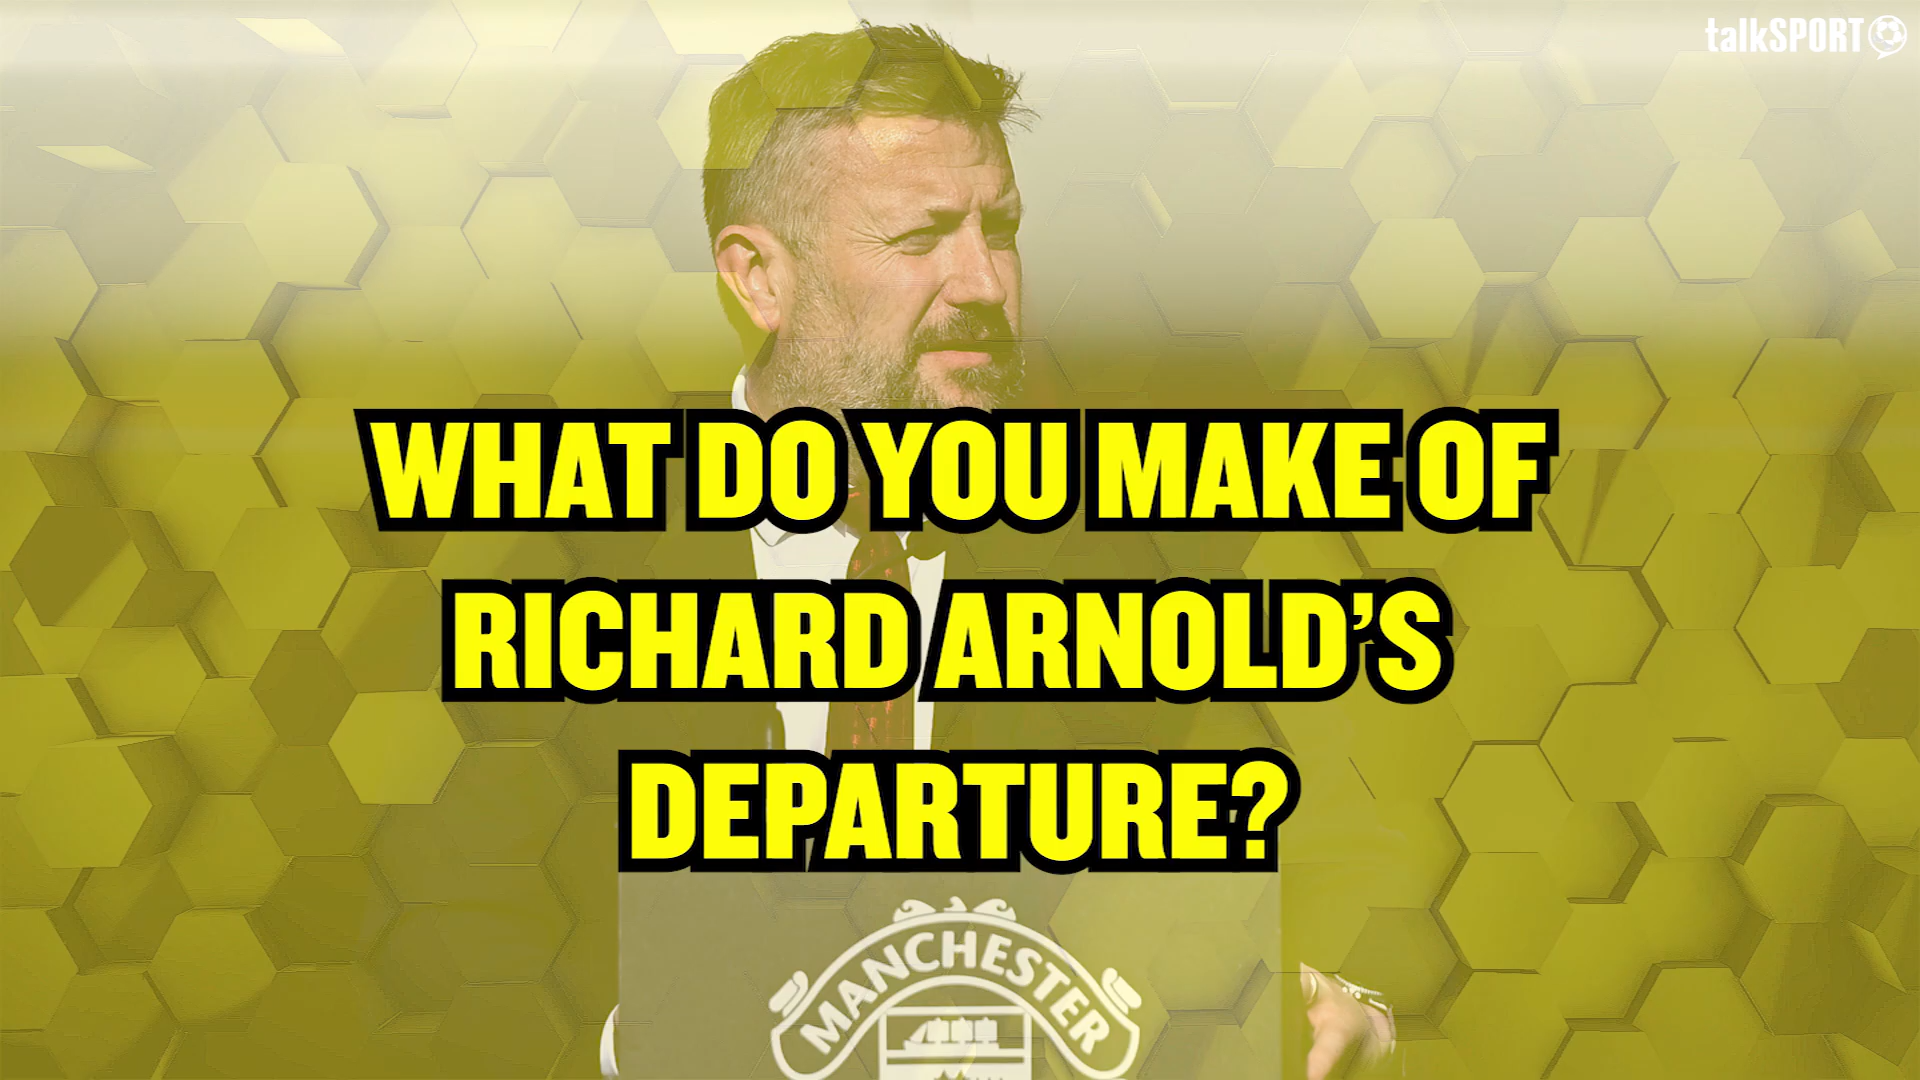 talkSPORT
WHAT DO YOU MAKE OF
RICHARD ARNOLD’S
DEPARTURE?
MANCHESTER